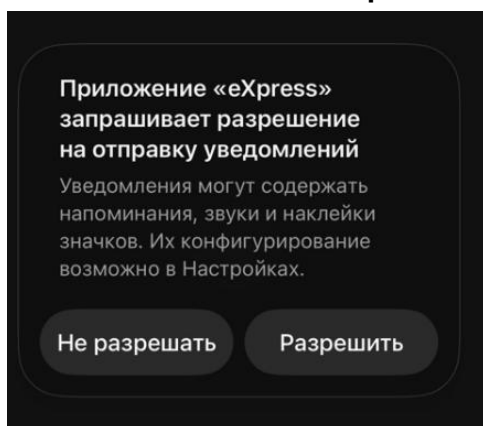 Приложение «eXpress»
запрашивает разрешение
на отправку уведомлений
Уведомления могут содержать
напоминания, звуки и наклейки
значков. Их конфигурирование
возможно в Настройках.
Не разрешать Разрешить